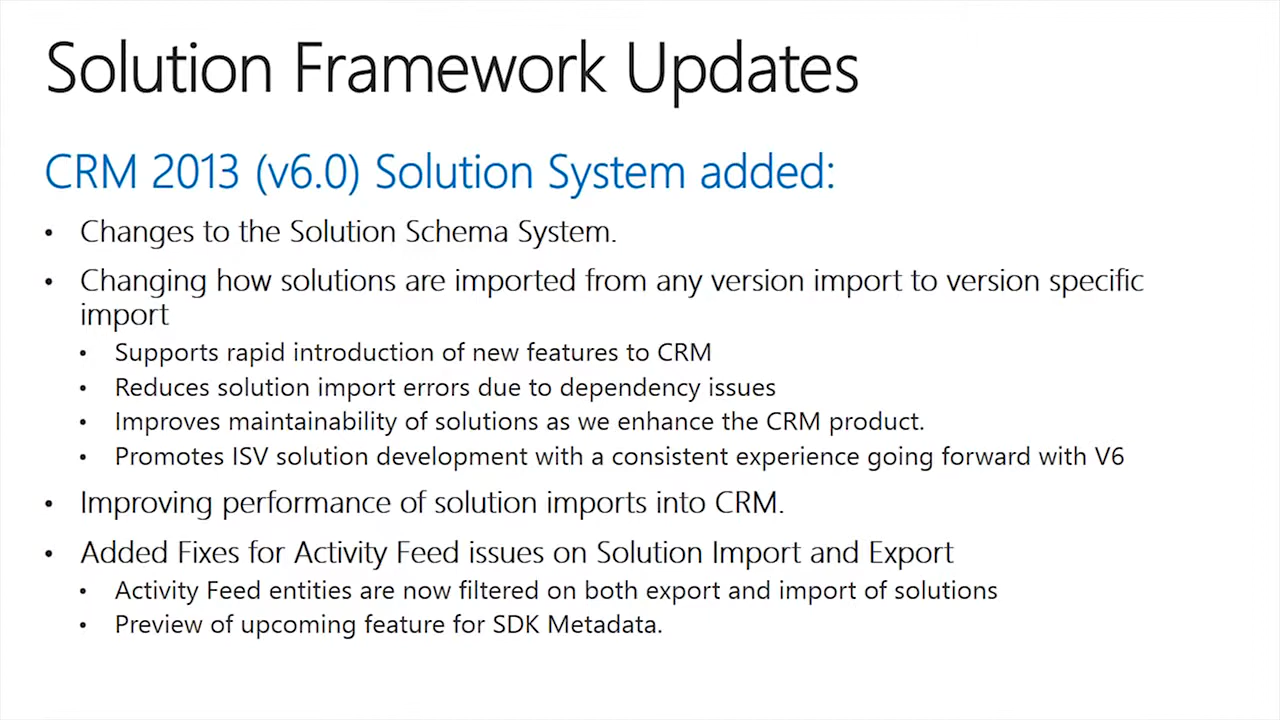 Solution Framework Updates
CRM 2013 (v6.0) Solution System added:
• Changes to the Solution Schema System.
• Changing how solutions are imported from any version import to version specific
import
• Supports rapid introduction of new features to CRM
• Reduces solution import errors due to dependency issues
• Improves maintainability of solutions as we enhance the CRM product.
• Promotes ISV solution development with a consistent experience going forward with V6
• Improving performance of solution imports into CRM.
• Added Fixes for Activity Feed issues on Solution Import and Export
• Activity Feed entities are now filtered on both export and import of solutions
• Preview of upcoming feature for SDK Metadata.